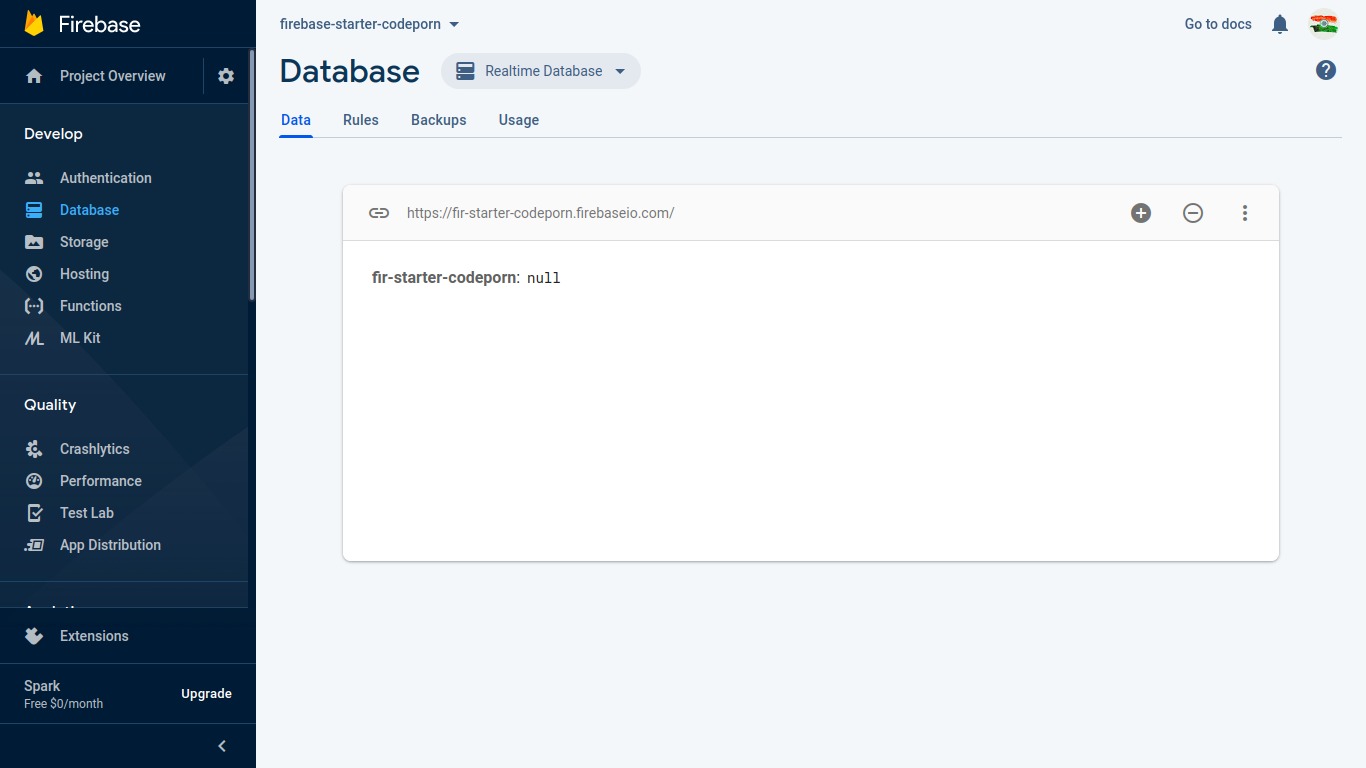 Firebase
Project Overview
Develop
Authentication
Database
Storage
Hosting
Functions
ML Kit
Quality
Crashlytics
Performance
Test Lab
App Distribution
Extensions
Spark
Free $0/month
Upgrade
firebase-starter-codeporn
Go to docs
Database
Realtime Database
Data Rules Backups Usage
https://fir-starter-codeporn.firebaseio.com/
fir-starter-codeporn: null